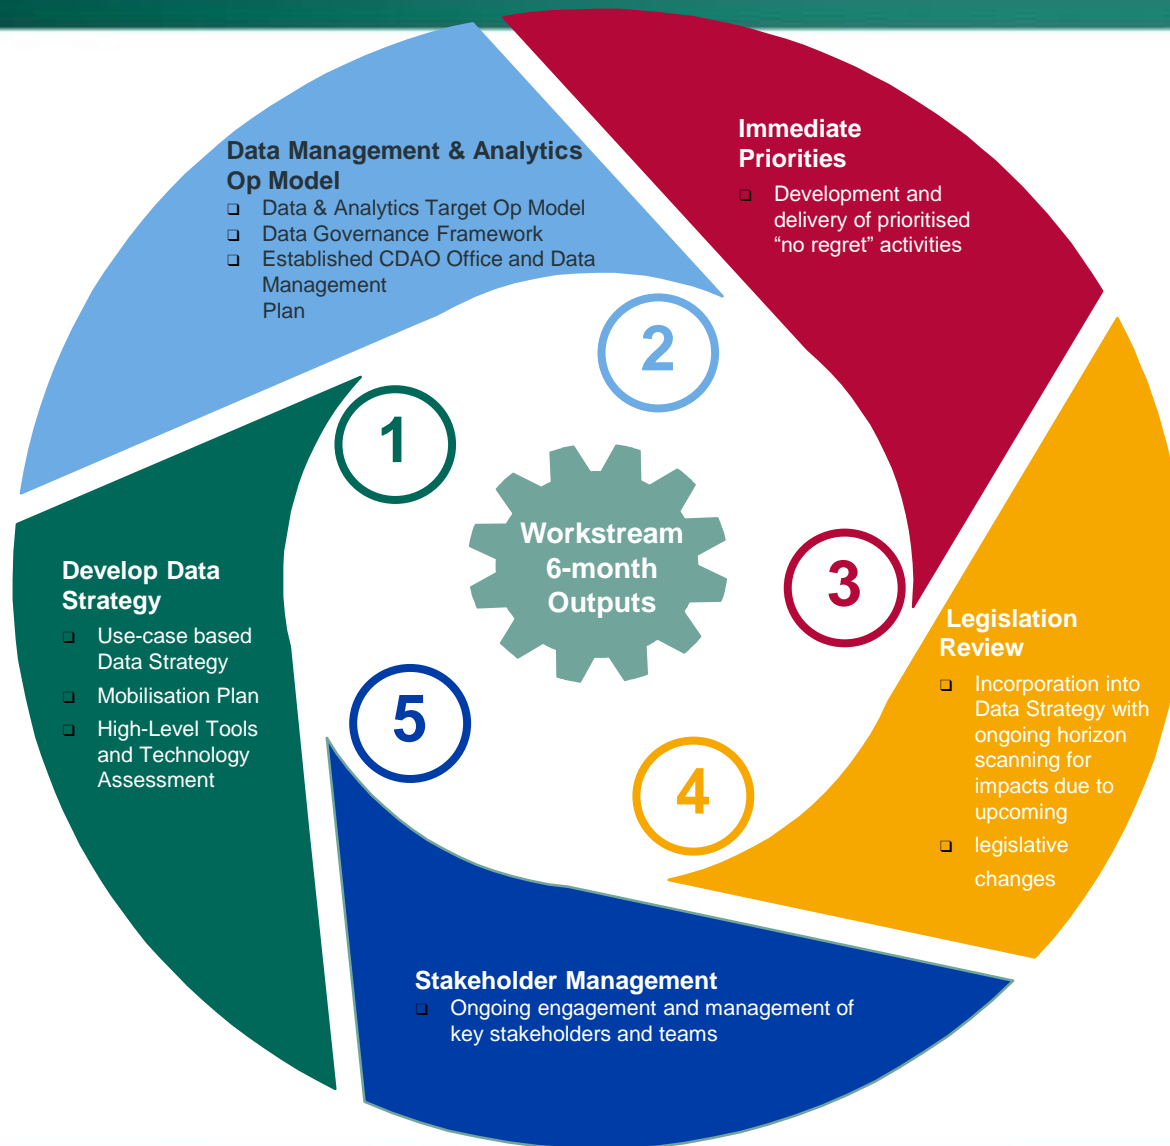 Data Management & Analytics
Op Model
Data & Analytics Target Op Model
Data Governance Framework
Established CDAO Office and Data
Management
Plan
Immediate
Priorities
Development and
delivery of prioritised
“no regret” activities
2
1
Workstream
6-month
Outputs
3
Develop Data
Strategy
Use-case based
Data Strategy
Mobilisation Plan
High-Level Tools
and Technology
Assessment
Legislation
Review
Incorporation into
Data Strategy with
ongoing horizon
scanning for
impacts due to
upcoming
legislative
changes
5
4
Stakeholder Management
Ongoing engagement and management of
key stakeholders and teams